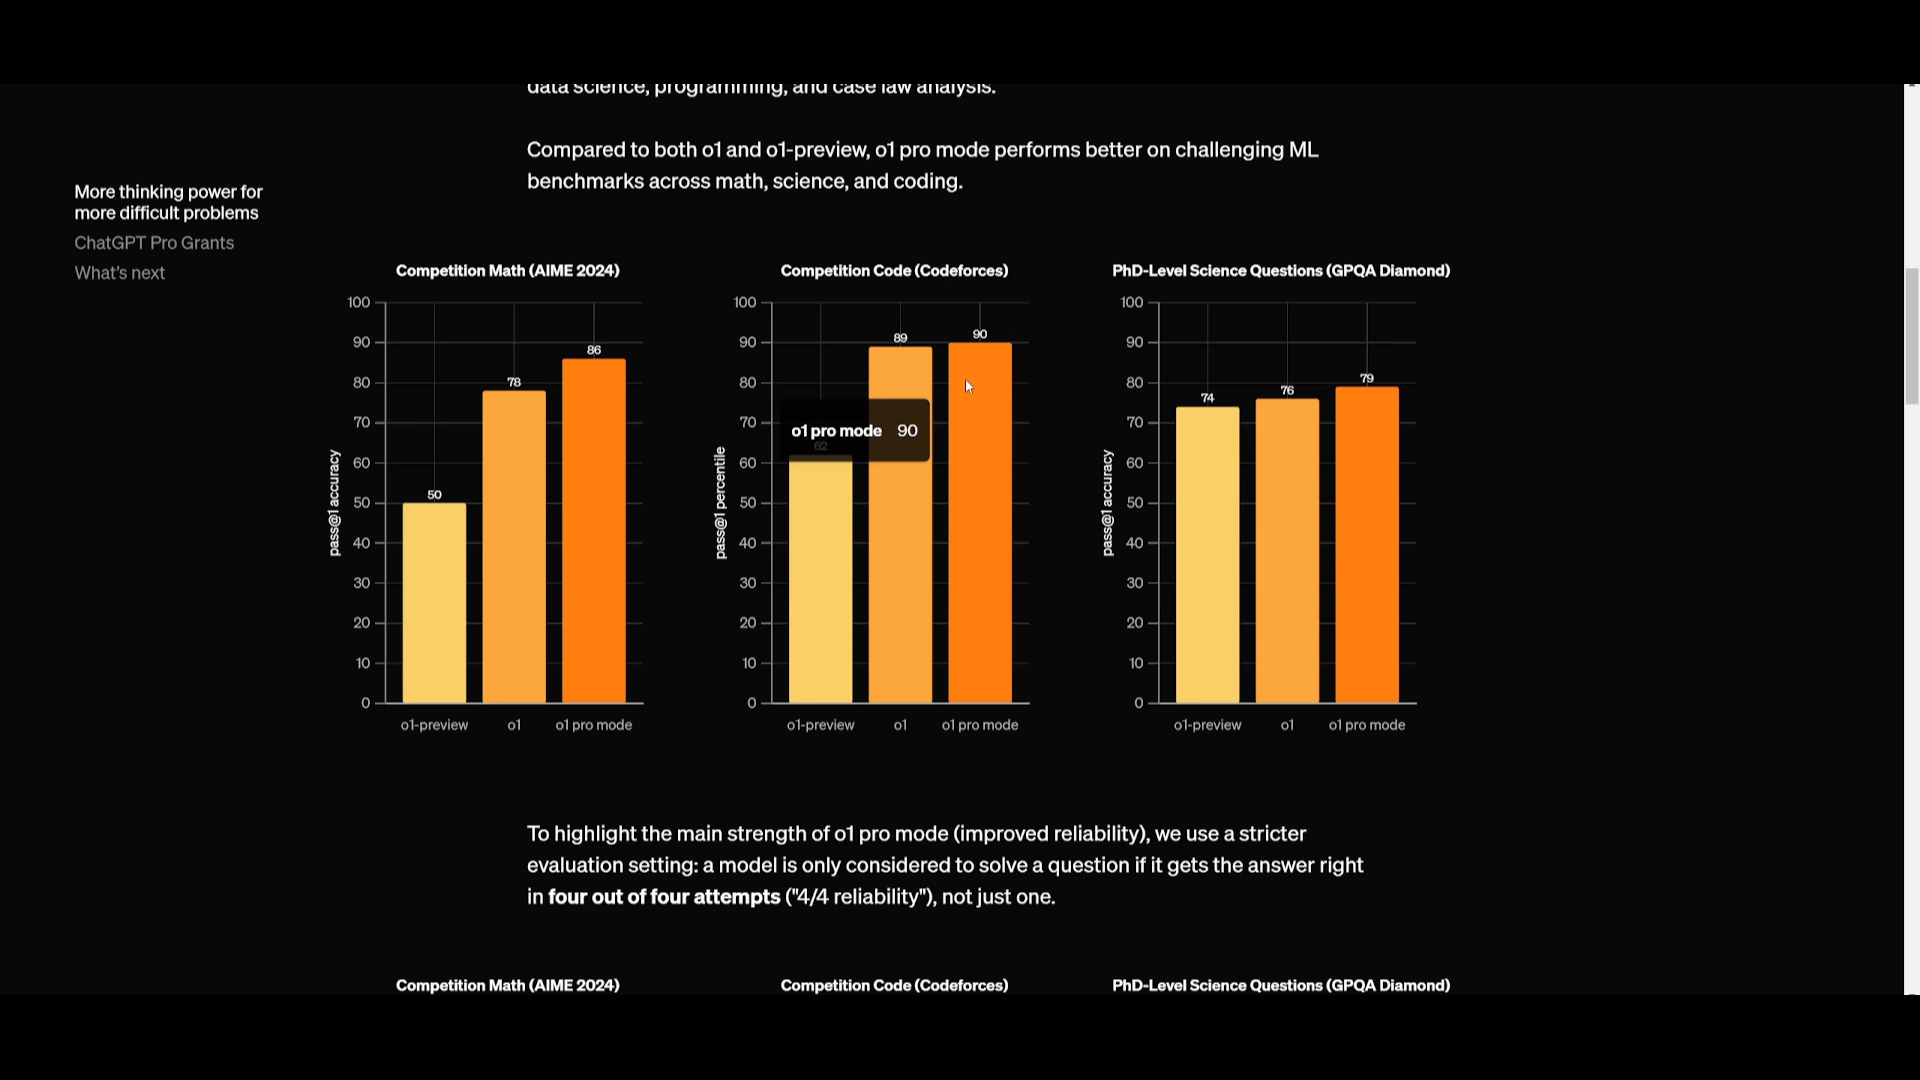 data science, programming, and case law analysis.
Compared to both o1 and o1-preview, o1 pro mode performs better on challenging ML
benchmarks across math, science, and coding.
More thinking power for
more difficult problems
ChatGPT Pro Grants
What's next
Competition Math (AIME 2024)
100
90
80
70
60
50
40
30
20
10
0
pass@1 accuracy
50
78
86
o1-preview
o1
o1 pro mode
Competition Code (Codeforces)
100
90
80
70
60
50
40
30
20
10
0
pass@1 percentile
62
89
90
o1 pro mode 90
o1-preview
o1
o1 pro mode
PhD-Level Science Questions (GPQA Diamond)
100
90
80
70
60
50
40
30
20
10
0
pass@1 accuracy
74
76
79
o1-preview
o1
o1 pro mode
To highlight the main strength of o1 pro mode (improved reliability), we use a stricter
evaluation setting: a model is only considered to solve a question if it gets the answer right
in four out of four attempts ("4/4 reliability"), not just one.
Competition Math (AIME 2024)
Competition Code (Codeforces)
PhD-Level Science Questions (GPQA Diamond)